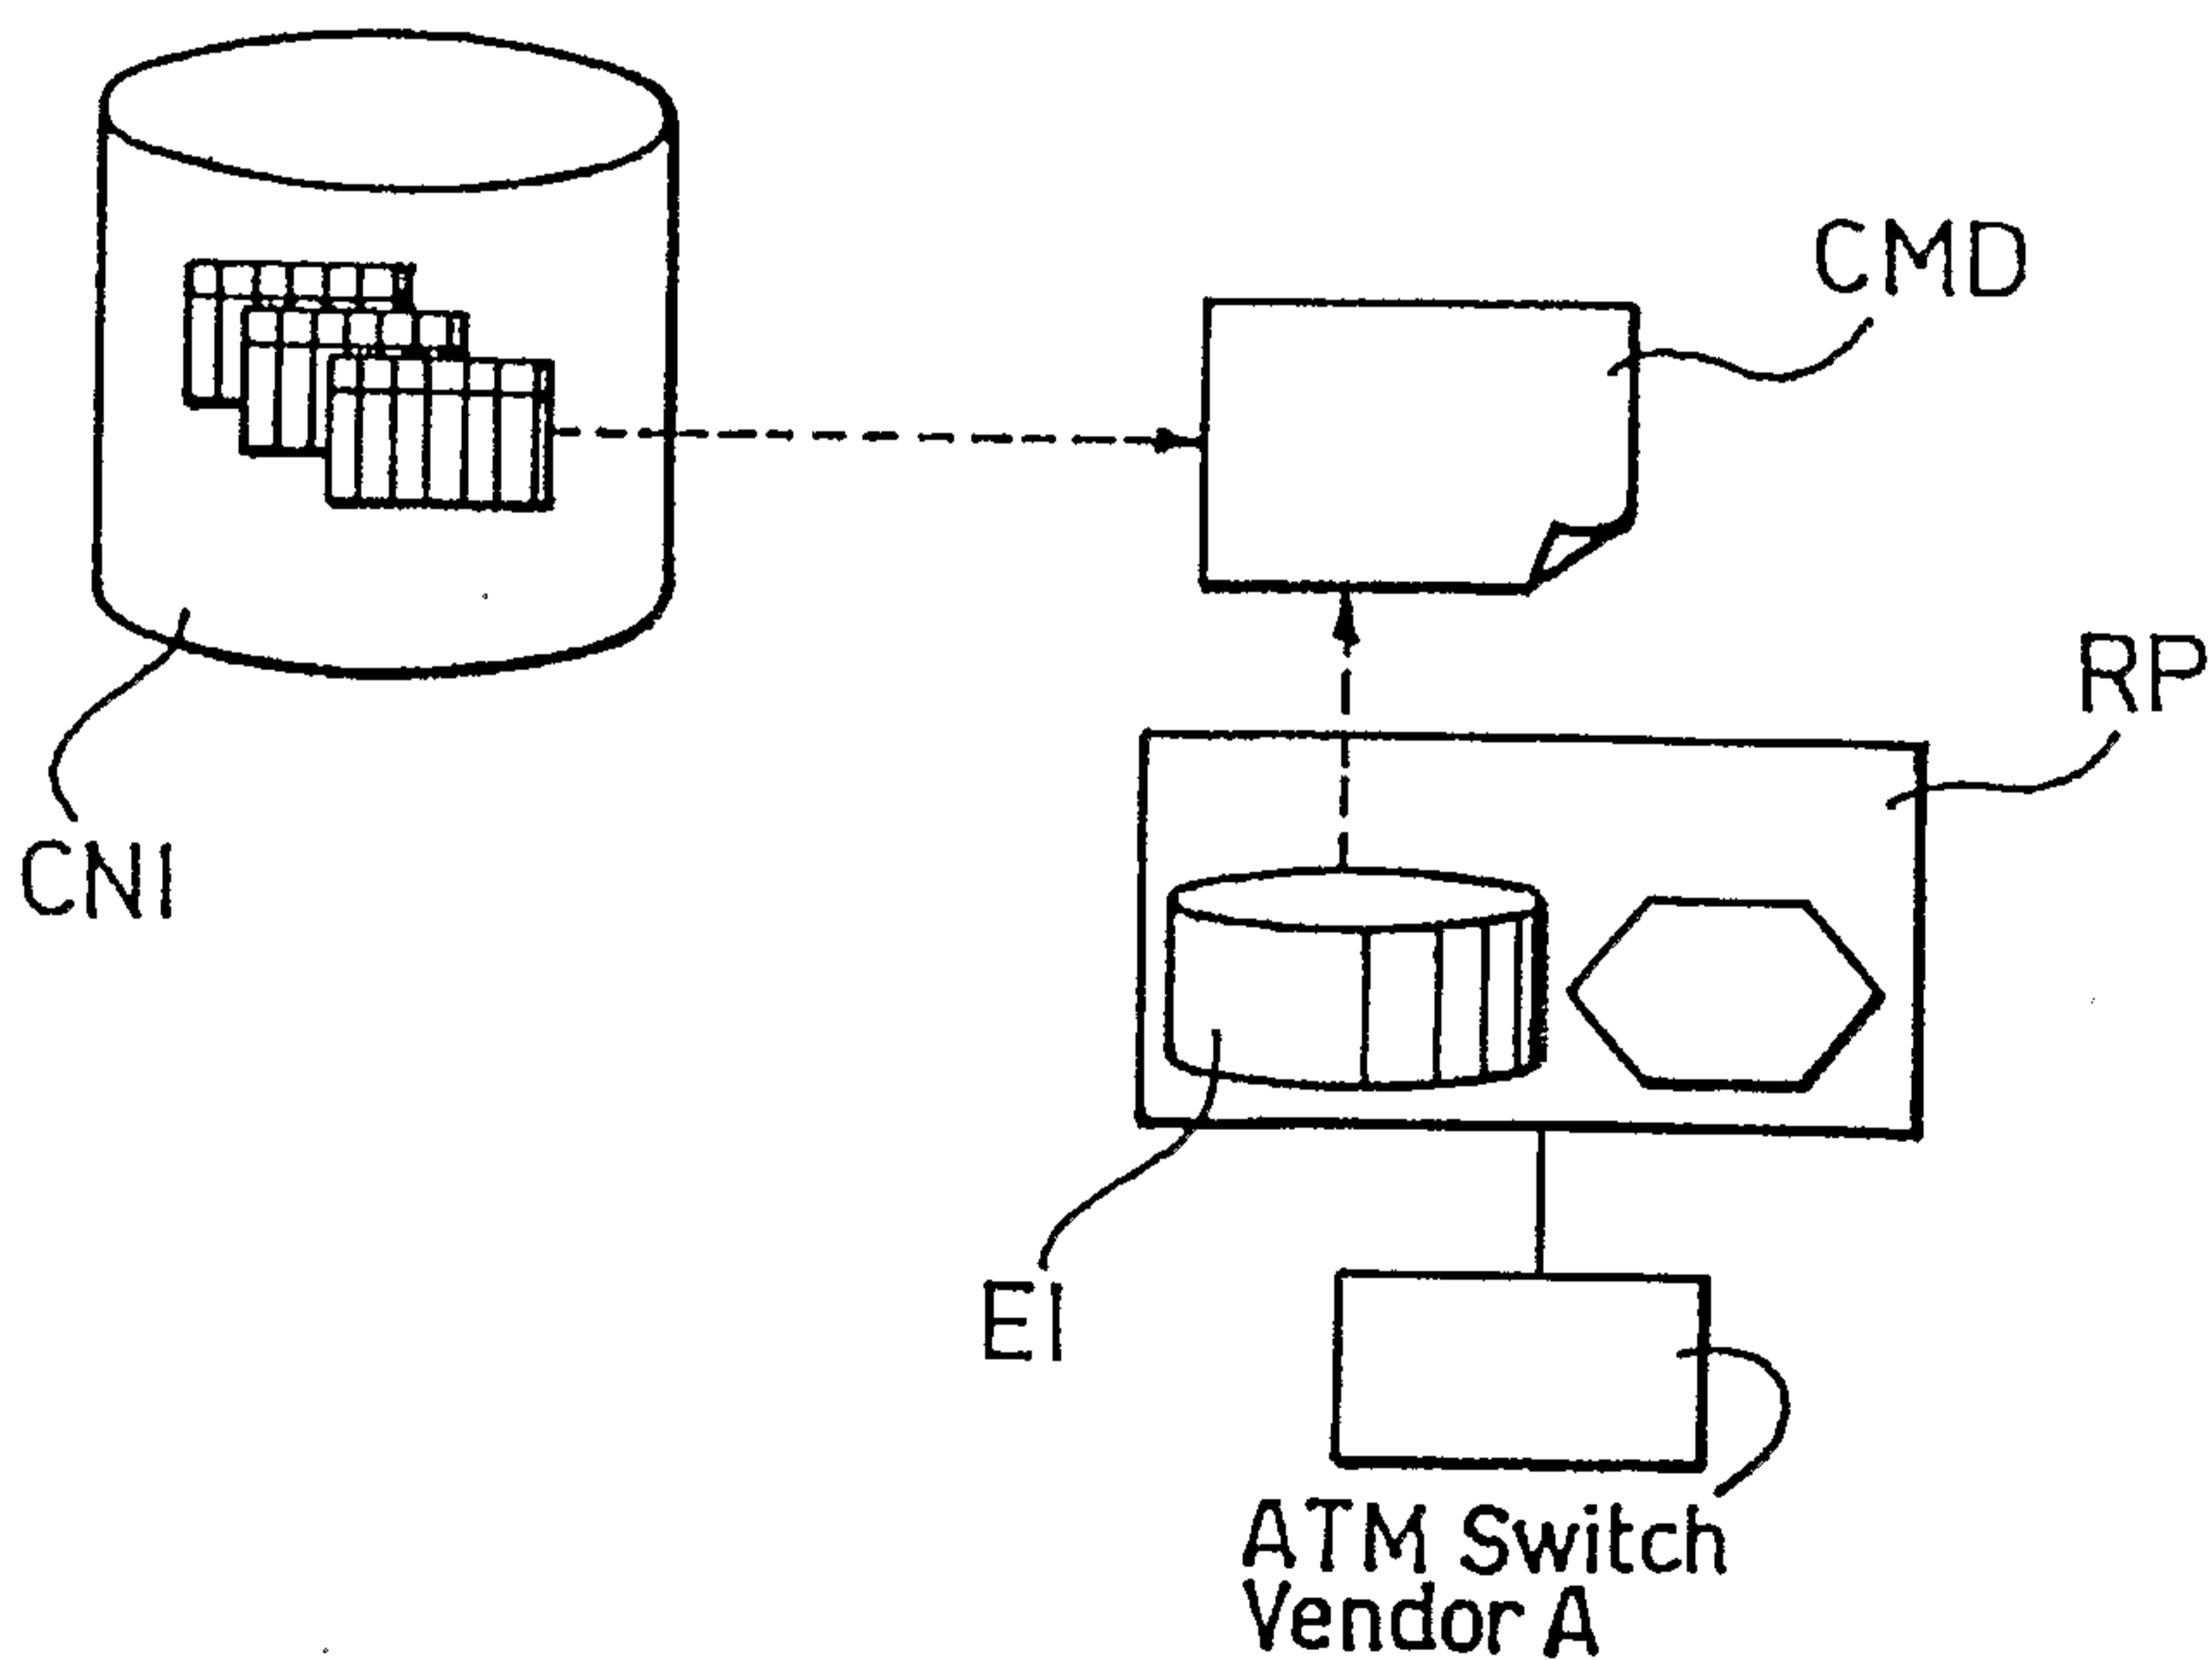 CMD
RP
CNI
EI
ATM Switch
Vendor A